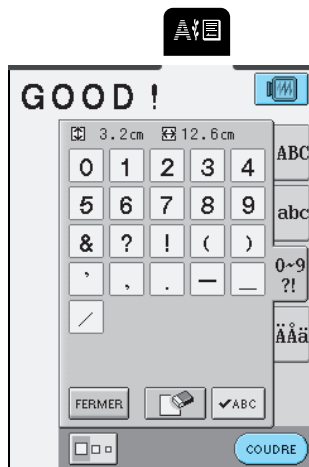 A
GOOD !
3.2cm 12.6cm
0 1 2 3 4 ABC
5 6 7 8 9 abc
& ? ! ( ) 0~9 ?!
' , . — _
/ ÄÅä
FERMER ✔ABC
COUDRE